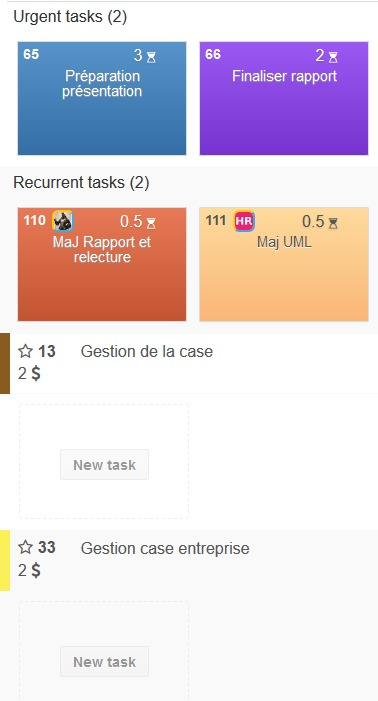 Urgent tasks (2)
65 3
Préparation
présentation
66 2
Finaliser rapport
Recurrent tasks (2)
110 0.5
MaJ Rapport et
relecture
111 HR 0.5
Maj UML
13 Gestion de la case
2 $
New task
33 Gestion case entreprise
2 $
New task